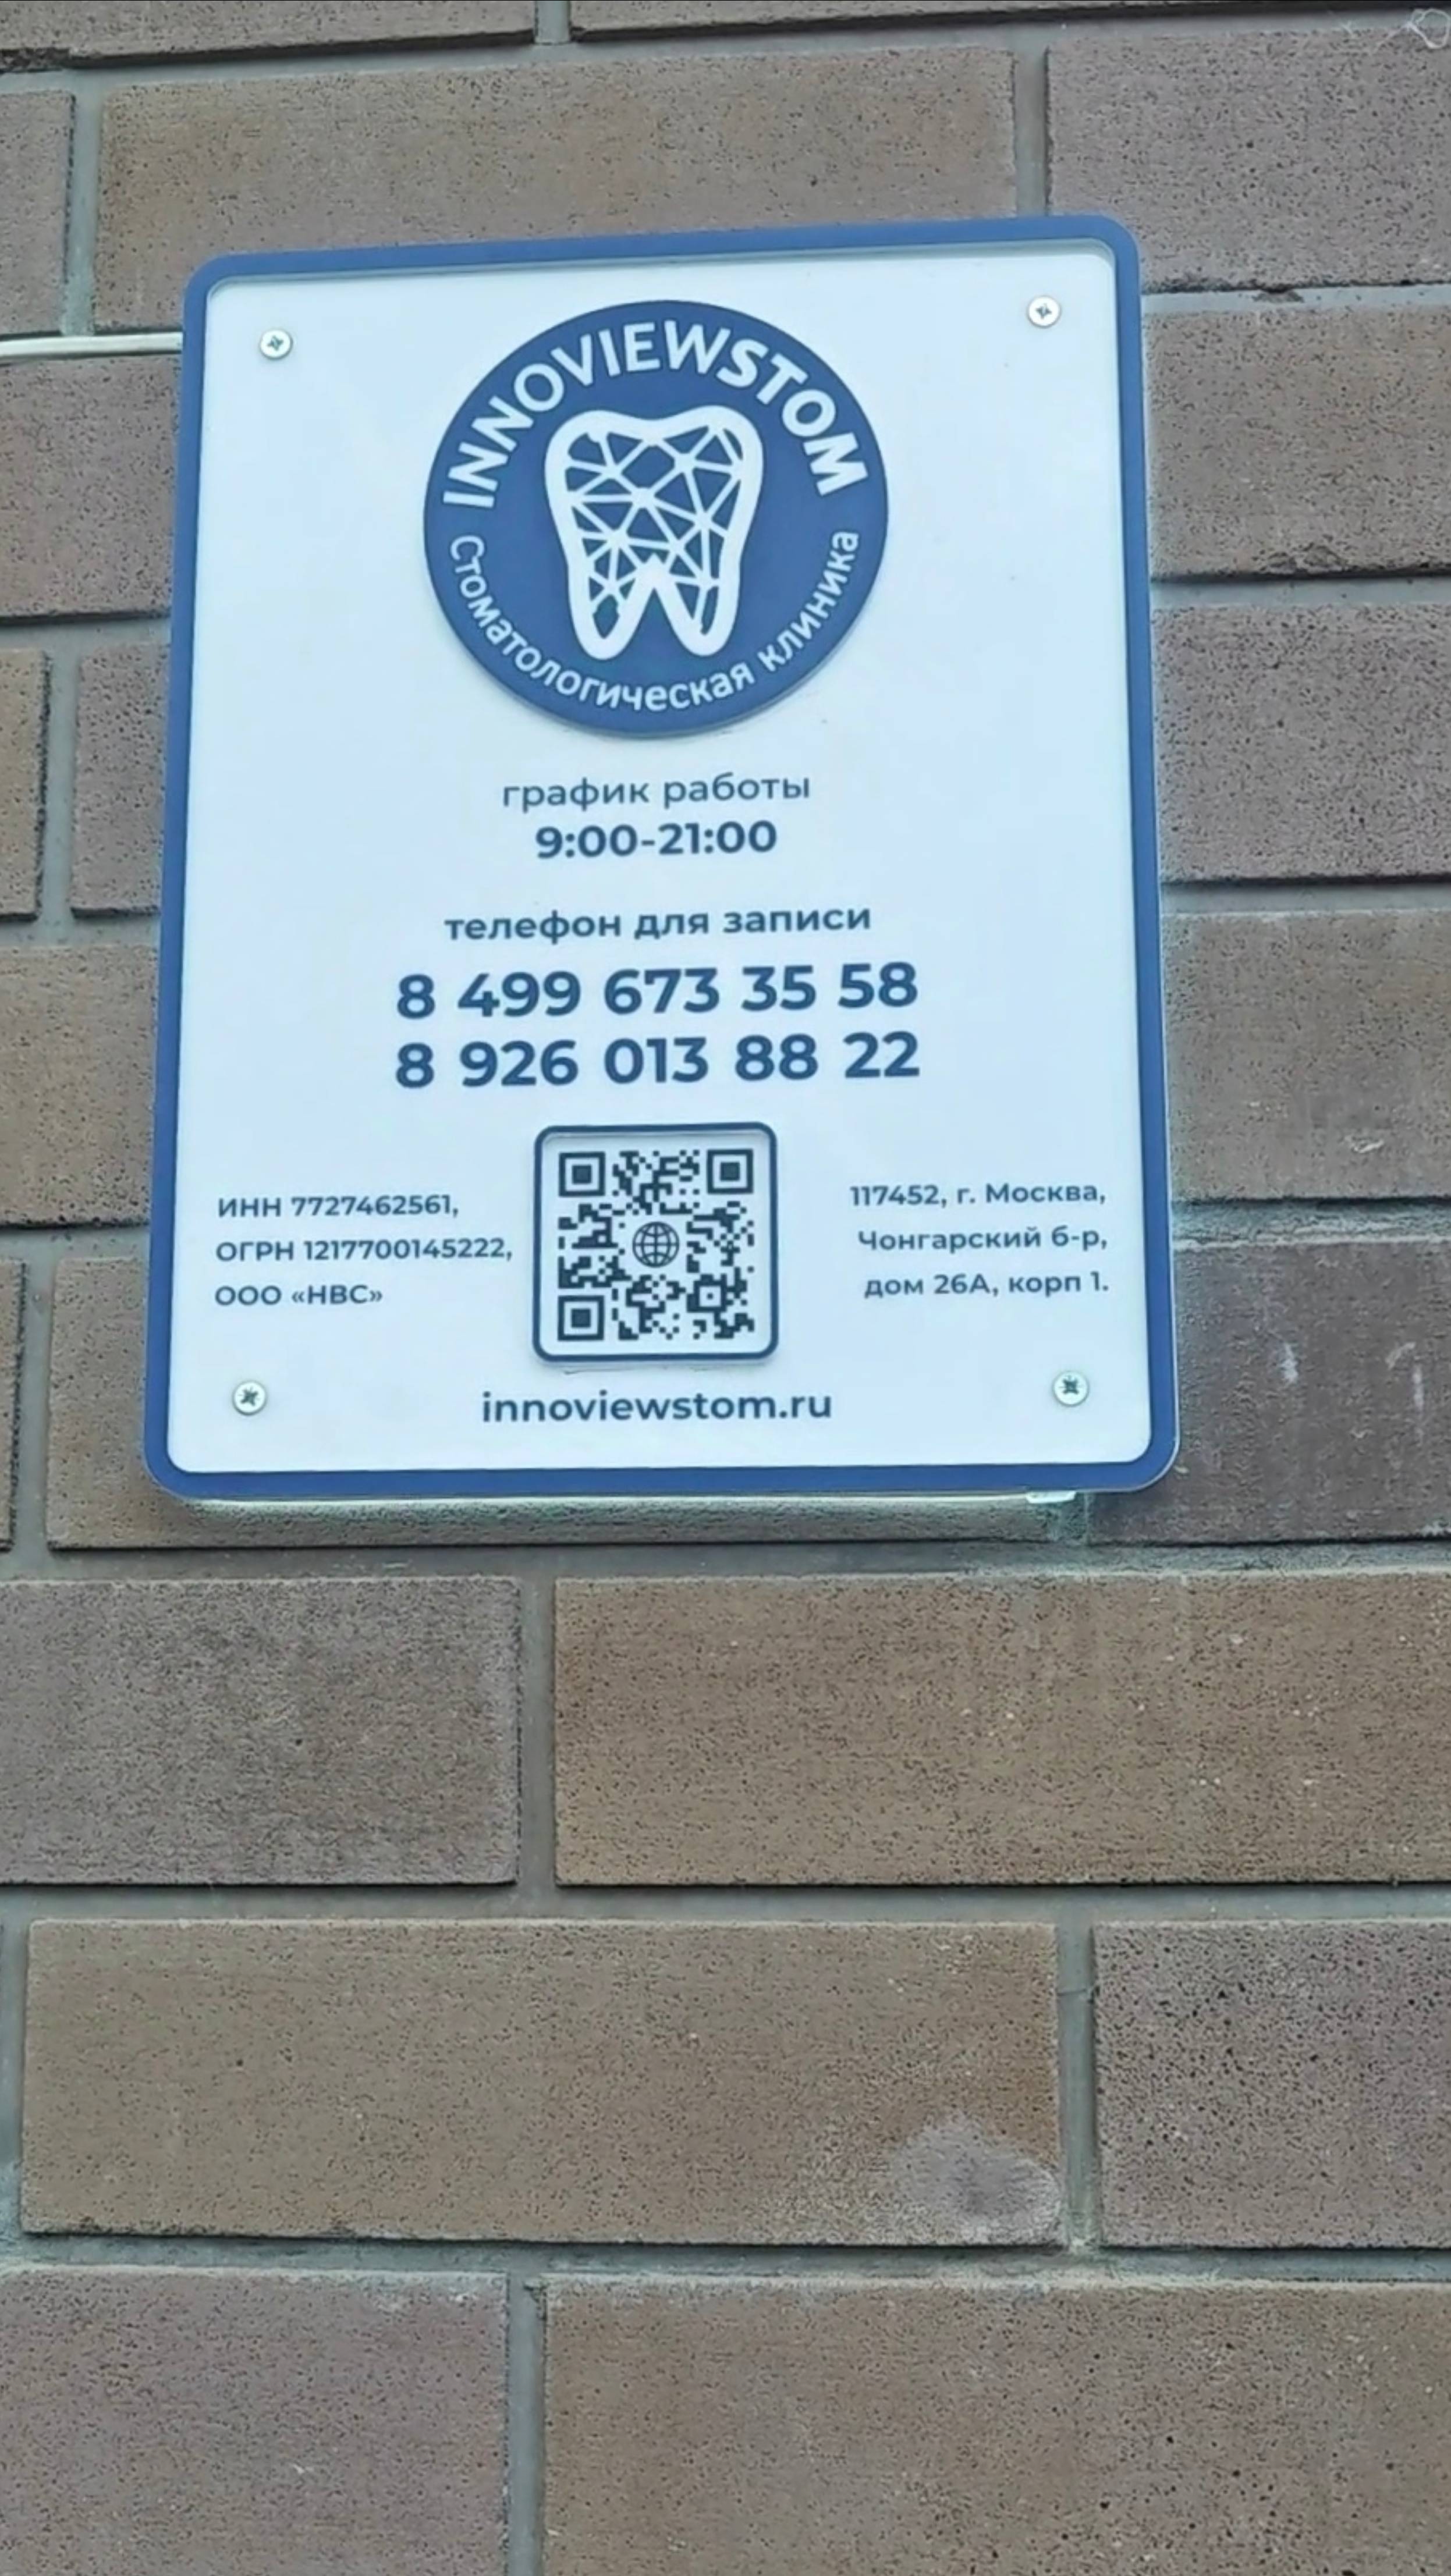 INNOVIEWSTOM
Стоматологическая клиника
график работы
9:00-21:00
телефон для записи
8 499 673 35 58
8 926 013 88 22
ИНН 7727462561,
ОГРН 1217700145222,
ООО «НВС»
117452, г. Москва,
Чонгарский б-р,
дом 26А, корп 1.
innoviewstom.ru